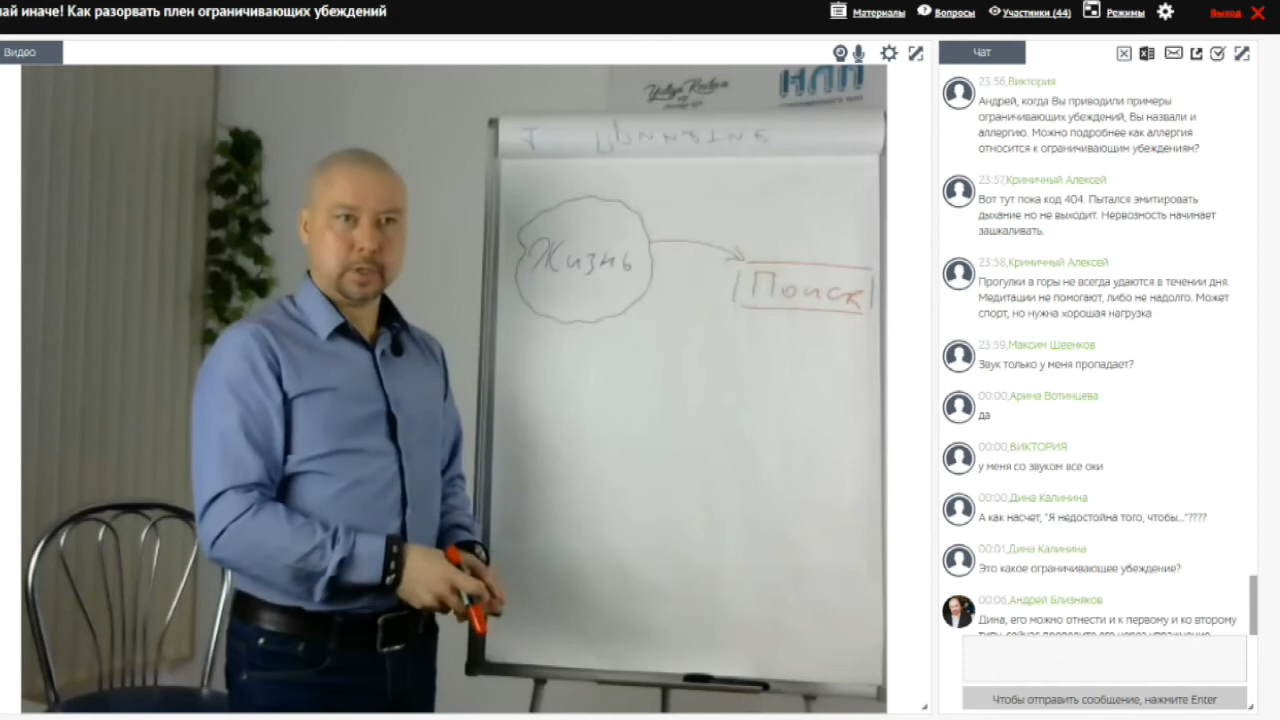 ай иначе! Как разорвать плен ограничивающих убеждений
Материалы
Вопросы
Участники (44)
Режимы
Выход
Видео
Чат
НЛП
Жизнь
Поиск
23:56,Виктория
Андрей, когда Вы приводили примеры
ограничивающих убеждений, Вы назвали и
аллергию. Можно подробнее как аллергия
относится к ограничивающим убеждениям?
23:57,Криничный Алексей
Вот тут пока код 404. Пытался эмитировать
дыхание но не выходит. Нервозность начинает
зашкаливать.
23:58,Криничный Алексей
Прогулки в горы не всегда удаются в течении дня.
Медитации не помогают, либо не надолго. Может
спорт, но нужна хорошая нагрузка
23:59,Максим Шеенков
Звук только у меня пропадает?
00:00,Арина Вотинцева
да
00:00,ВИКТОРИЯ
у меня со звуком все оки
00:00,Дина Калинина
А как насчет, "Я недостойна того, чтобы..."????
00:01,Дина Калинина
Это какое ограничивающее убеждение?
00:06,Андрей Близняков
Дина, его можно отнести и к первому и ко второму
Чтобы отправить сообщение, нажмите Enter